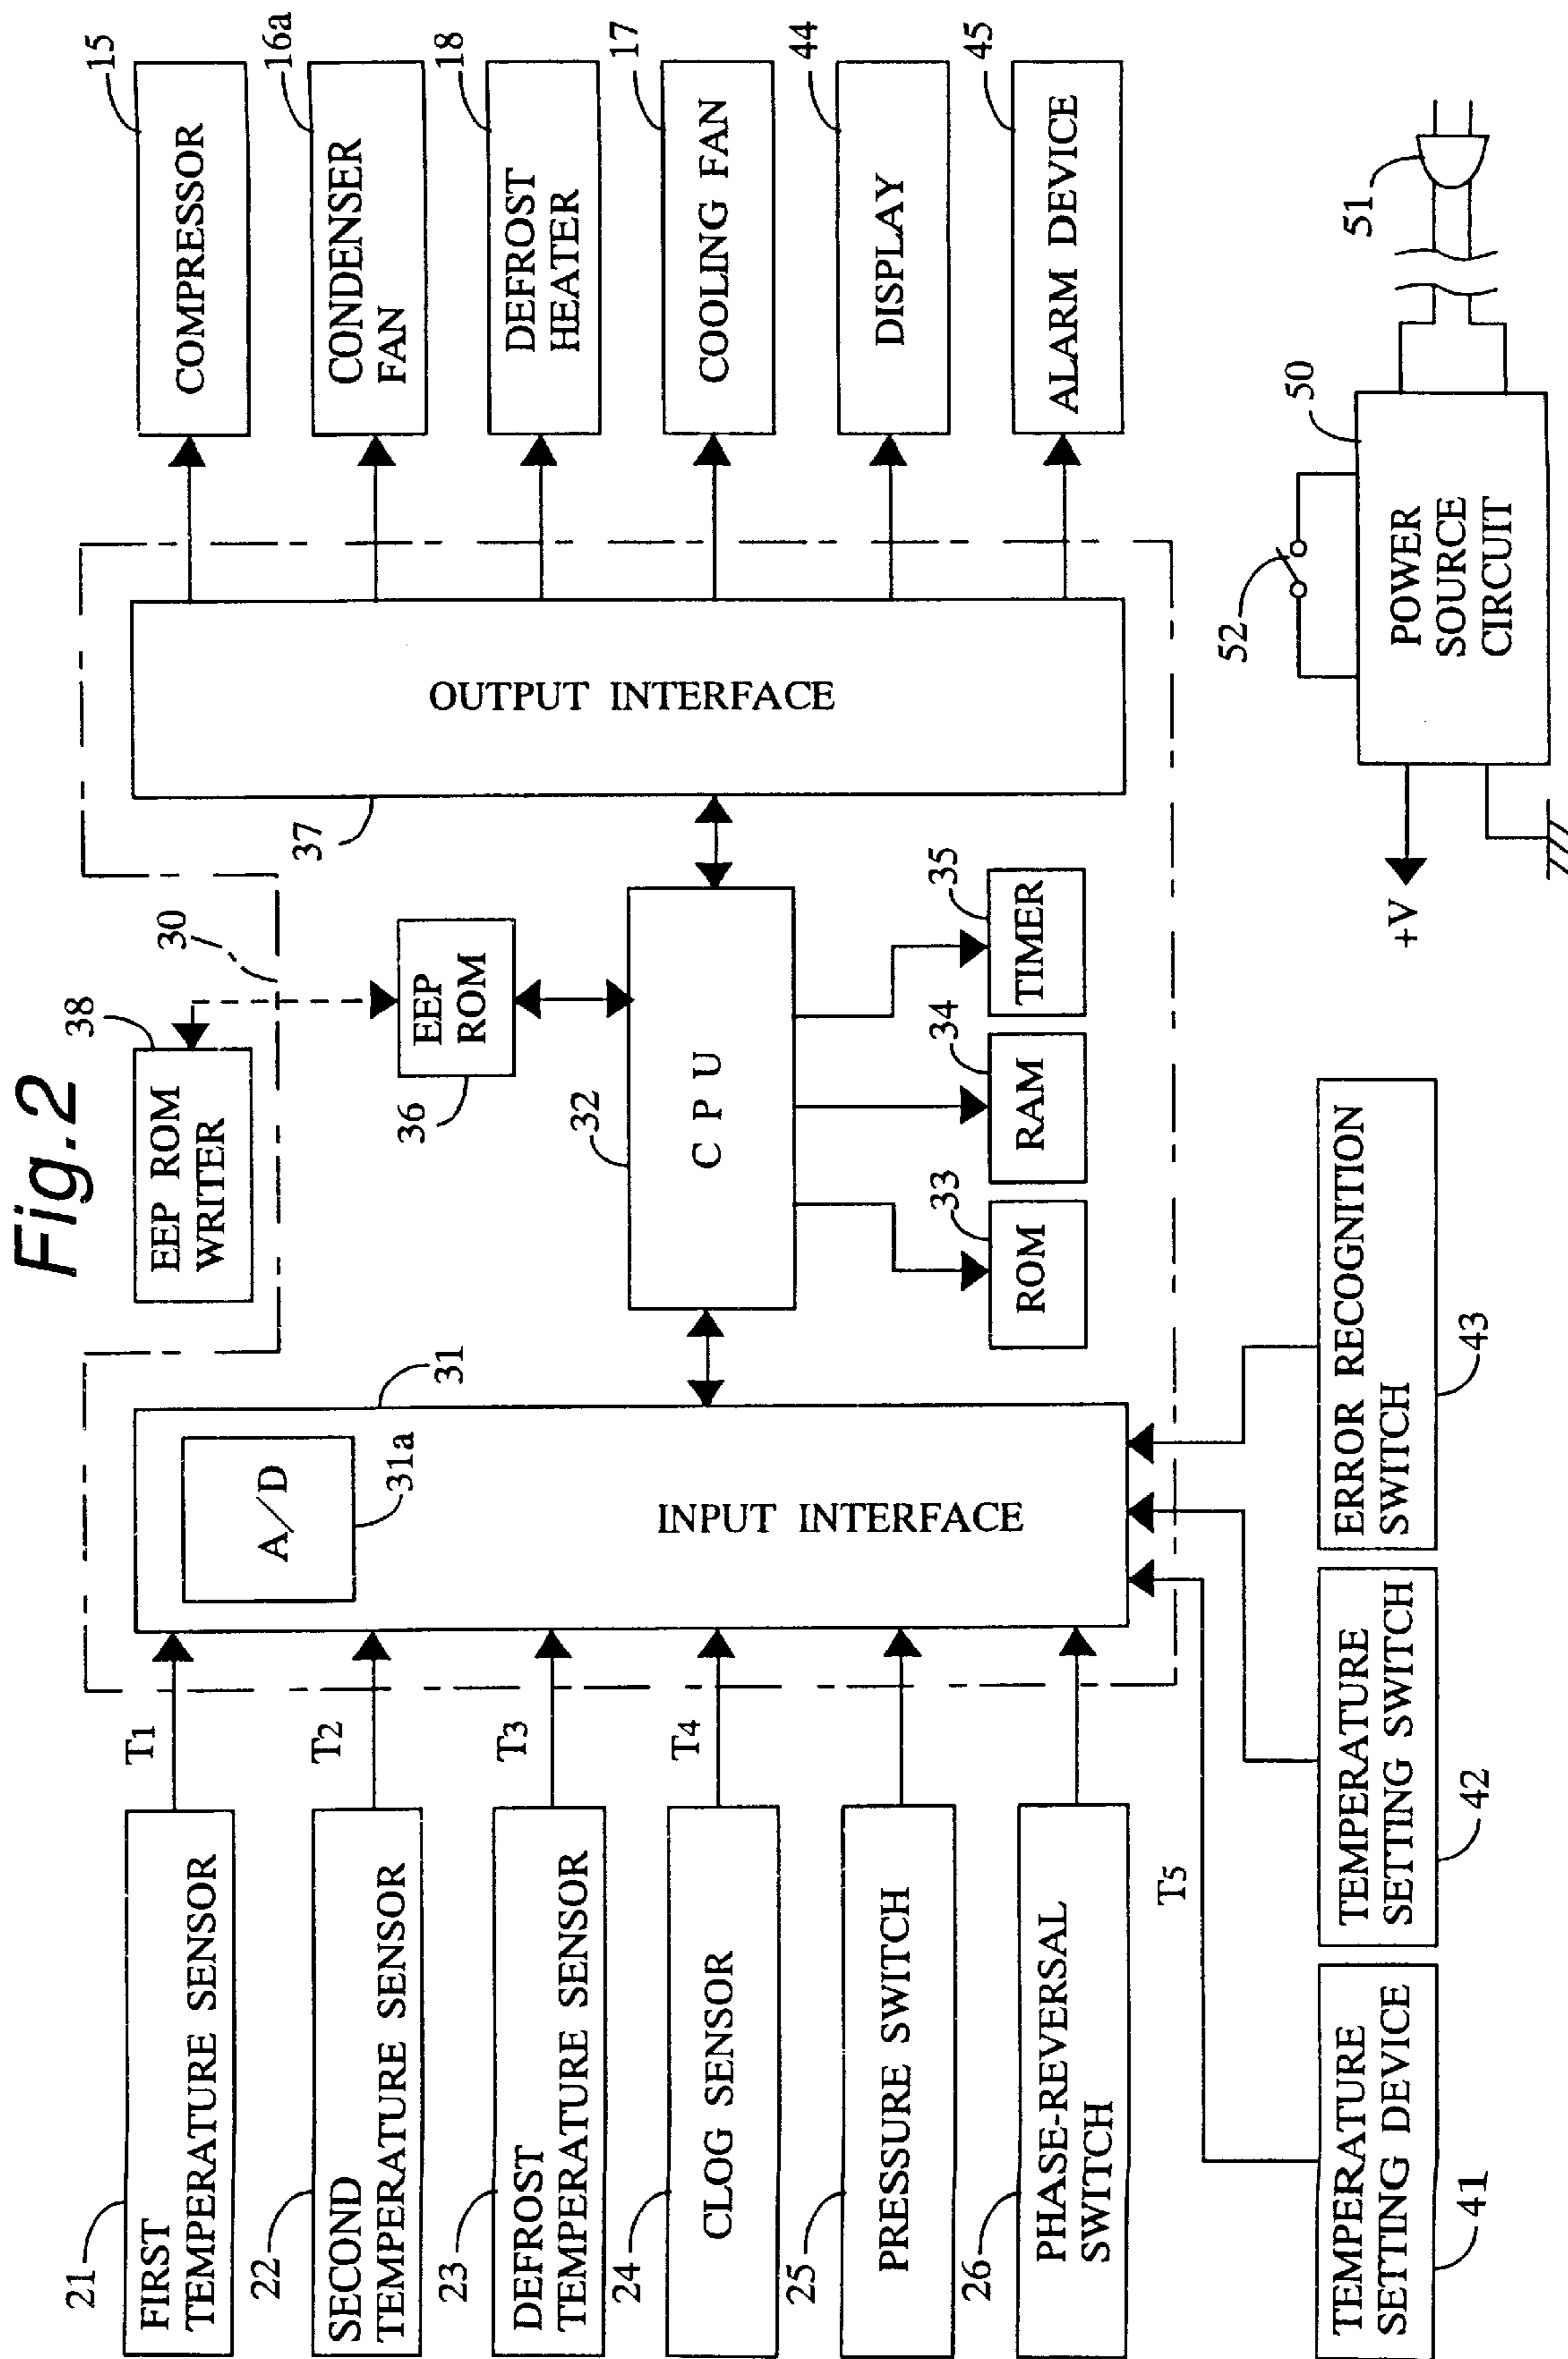 Fig.2
38
EEP ROM
WRITER
30
21
FIRST
TEMPERATURE SENSOR
T1
22
SECOND
TEMPERATURE SENSOR
T2
23
DEFROST
TEMPERATURE SENSOR
T3
24
CLOG SENSOR
T4
25
PRESSURE SWITCH
26
PHASE-REVERSAL
SWITCH
A/D
31a
31
INPUT INTERFACE
36
EEP
ROM
32
CPU
33
ROM
34
RAM
35
TIMER
37
OUTPUT INTERFACE
15
COMPRESSOR
16a
CONDENSER
FAN
18
DEFROST
HEATER
17
COOLING FAN
44
DISPLAY
45
ALARM DEVICE
T5
TEMPERATURE
SETTING DEVICE
41
TEMPERATURE
SETTING SWITCH
42
ERROR RECOGNITION
SWITCH
43
+V
52
50
POWER
SOURCE
CIRCUIT
51